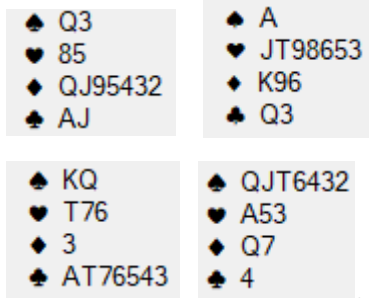 ♠ Q3
♥ 85
♦ QJ95432
♣ AJ
♠ A
♥ JT98653
♦ K96
♣ Q3
♠ KQ
♥ T76
♦ 3
♣ AT76543
♠ QJT6432
♥ A53
♦ Q7
♣ 4